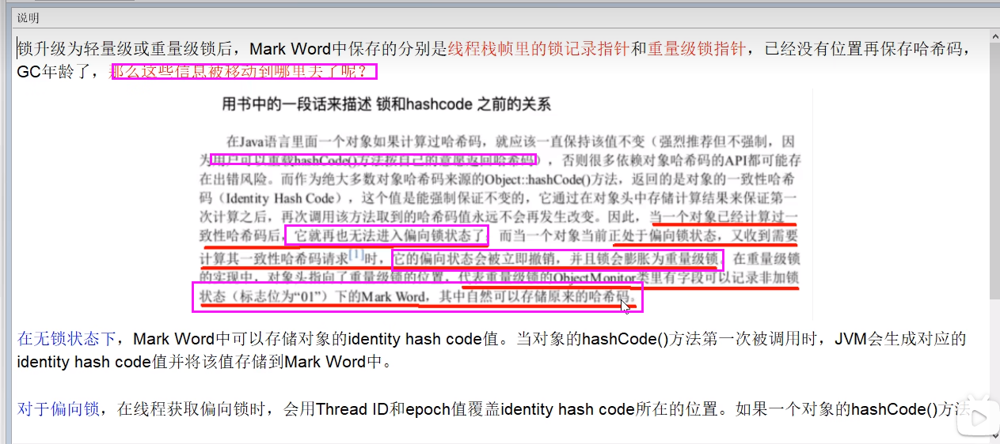 说明
锁升级为轻量级或重量级锁后，Mark Word中保存的分别是线程栈帧里的锁记录指针和重量级锁指针，已经没有位置再保存哈希码，
GC年龄了，那么这些信息被移动到哪里去了呢？
用书中的一段话来描述 锁和hashcode 之前的关系
在Java语言里面一个对象如果计算过哈希码，就应该一直保持该值不变（强烈推荐但不强制，因
为用户可以重载hashCode()方法按自己的意愿返回哈希码），否则很多依赖对象哈希码的API都可能存
在出错风险。而作为绝大多数对象哈希码来源的Object::hashCode()方法，返回的是对象的一致性哈希
码（Identity Hash Code），这个值是能强制保证不变的，它通过在对象头中存储计算结果来保证第一
次计算之后，再次调用该方法取到的哈希码值永远不会再发生改变。因此，当一个对象已经计算过一
致性哈希码后，它就再也无法进入偏向锁状态了；而当一个对象当前正处于偏向锁状态，又收到需要
计算其一致性哈希码请求[1]时，它的偏向状态会被立即撤销，并且锁会膨胀为重量级锁。在重量级锁
的实现中，对象头指向了重量级锁的位置，代表重量级锁的ObjectMonitor类里有字段可以记录非加锁
状态（标志位为“01”）下的Mark Word，其中自然可以存储原来的哈希码。
在无锁状态下，Mark Word中可以存储对象的identity hash code值。当对象的hashCode()方法第一次被调用时，JVM会生成对应的
identity hash code值并将该值存储到Mark Word中。
对于偏向锁，在线程获取偏向锁时，会用Thread ID和epoch值覆盖identity hash code所在的位置。如果一个对象的hashCode()方法